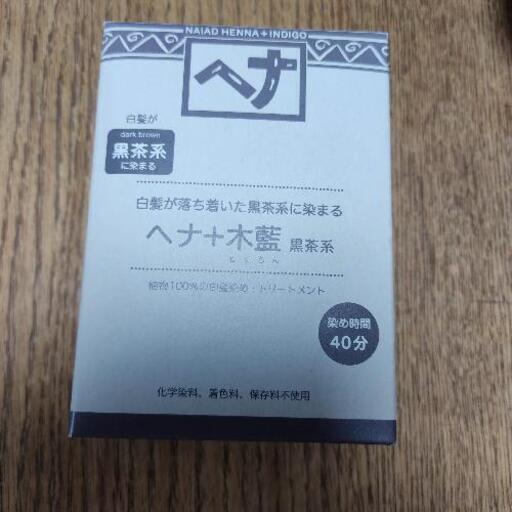 NAIAD HENNA + INDIGO
ヘナ
白髪が
dark brown
黒茶系
に染まる
白髪が落ち着いた黒茶系に染まる
ヘナ+木藍 黒茶系
もくらん
植物100%の白髪染め・トリートメント
染め時間
40分
化学染料、着色料、保存料不使用